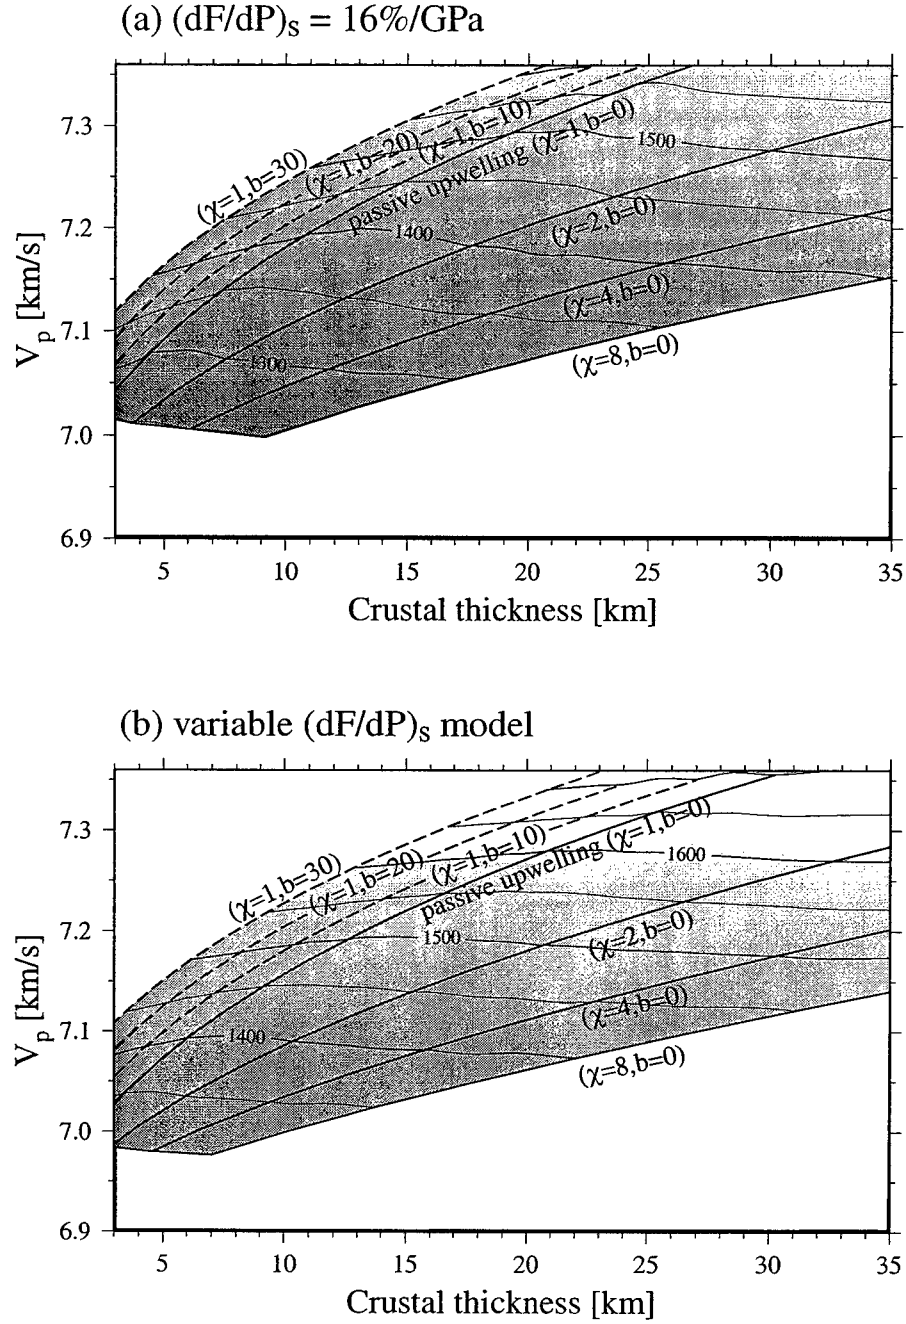 (a) (dF/dP)S = 16%/GPa
7.3
7.2
7.1
7.0
6.9
Vp [km/s]
(χ=1,b=30)
(χ=1,b=20)
(χ=1,b=10)
passive upwelling (χ=1,b=0)
1500
(χ=2,b=0)
1400
(χ=4,b=0)
1300
(χ=8,b=0)
5 10 15 20 25 30 35
Crustal thickness [km]
(b) variable (dF/dP)S model
7.3
7.2
7.1
7.0
6.9
Vp [km/s]
(χ=1,b=30)
(χ=1,b=20)
(χ=1,b=10)
passive upwelling (χ=1,b=0)
1600
(χ=2,b=0)
1500
(χ=4,b=0)
1400
(χ=8,b=0)
5 10 15 20 25 30 35
Crustal thickness [km]